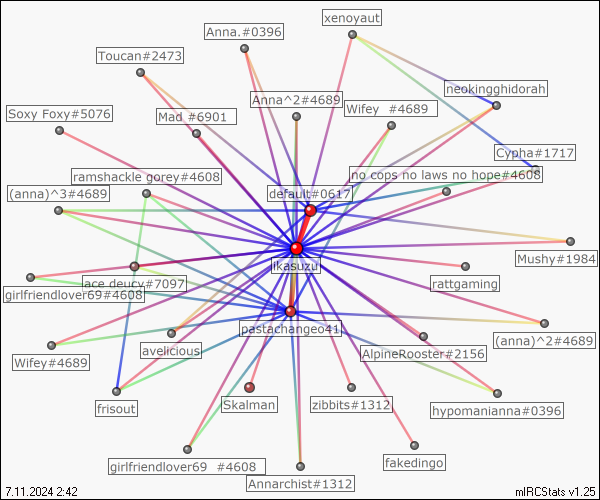 xenoyaut
Anna.#0396
Toucan#2473
neokingghidorah
Anna^2#4689
Wifey  #4689
Soxy Foxy#5076
Mad #6901
Cypha#1717
ramshackle gorey#4608
no cops no laws no hope#4608
(anna)^3#4689
default#0617
Mushy#1984
ikasuzu
ace deucy#7097
rattgaming
girlfriendlover69#4608
pastachangeo41
(anna)^2#4689
Wifey#4689
avelicious
AlpineRooster#2156
frisout
Skalman
zibbits#1312
hypomanianna#0396
girlfriendlover69  #4608
fakedingo
Annarchist#1312
7.11.2024 2:42
mIRCStats v1.25